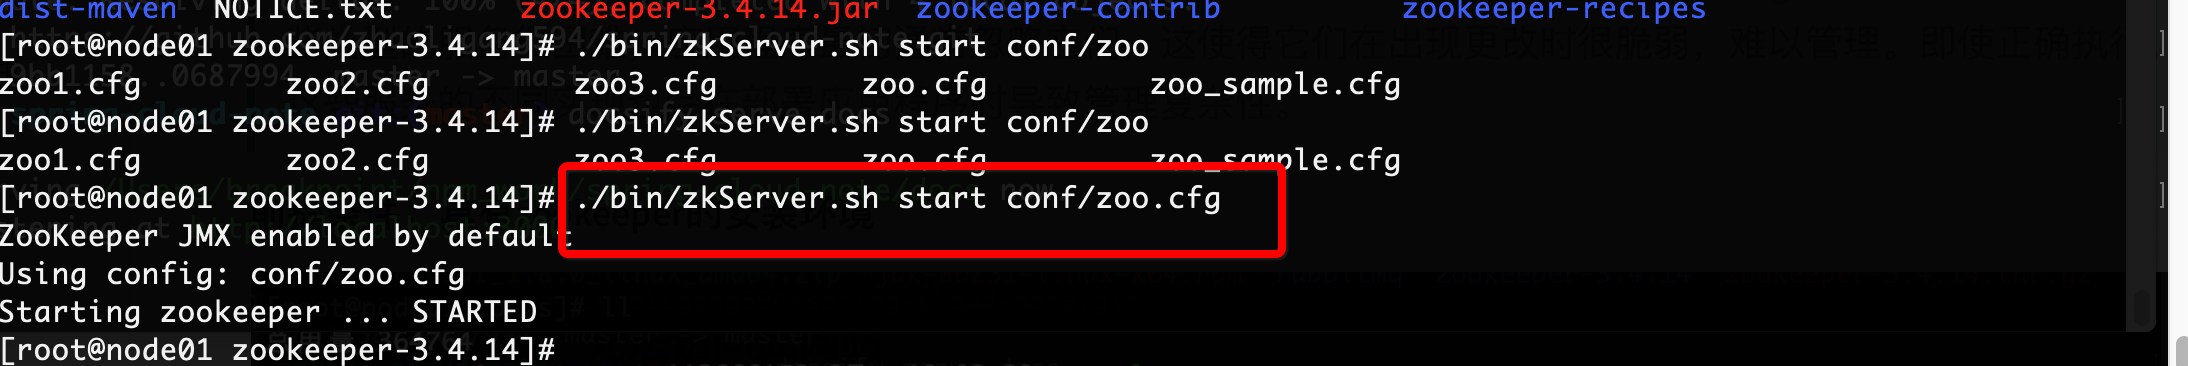 dist-maven NOTICE.txt zookeeper-3.4.14.jar zookeeper-contrib zookeeper-recipes
[root@node01 zookeeper-3.4.14]# ./bin/zkServer.sh start conf/zoo
zoo1.cfg zoo2.cfg zoo3.cfg zoo.cfg zoo_sample.cfg
[root@node01 zookeeper-3.4.14]# ./bin/zkServer.sh start conf/zoo
zoo1.cfg zoo2.cfg zoo3.cfg zoo.cfg zoo_sample.cfg
[root@node01 zookeeper-3.4.14]# ./bin/zkServer.sh start conf/zoo.cfg
ZooKeeper JMX enabled by default
Using config: conf/zoo.cfg
Starting zookeeper ... STARTED
[root@node01 zookeeper-3.4.14]#